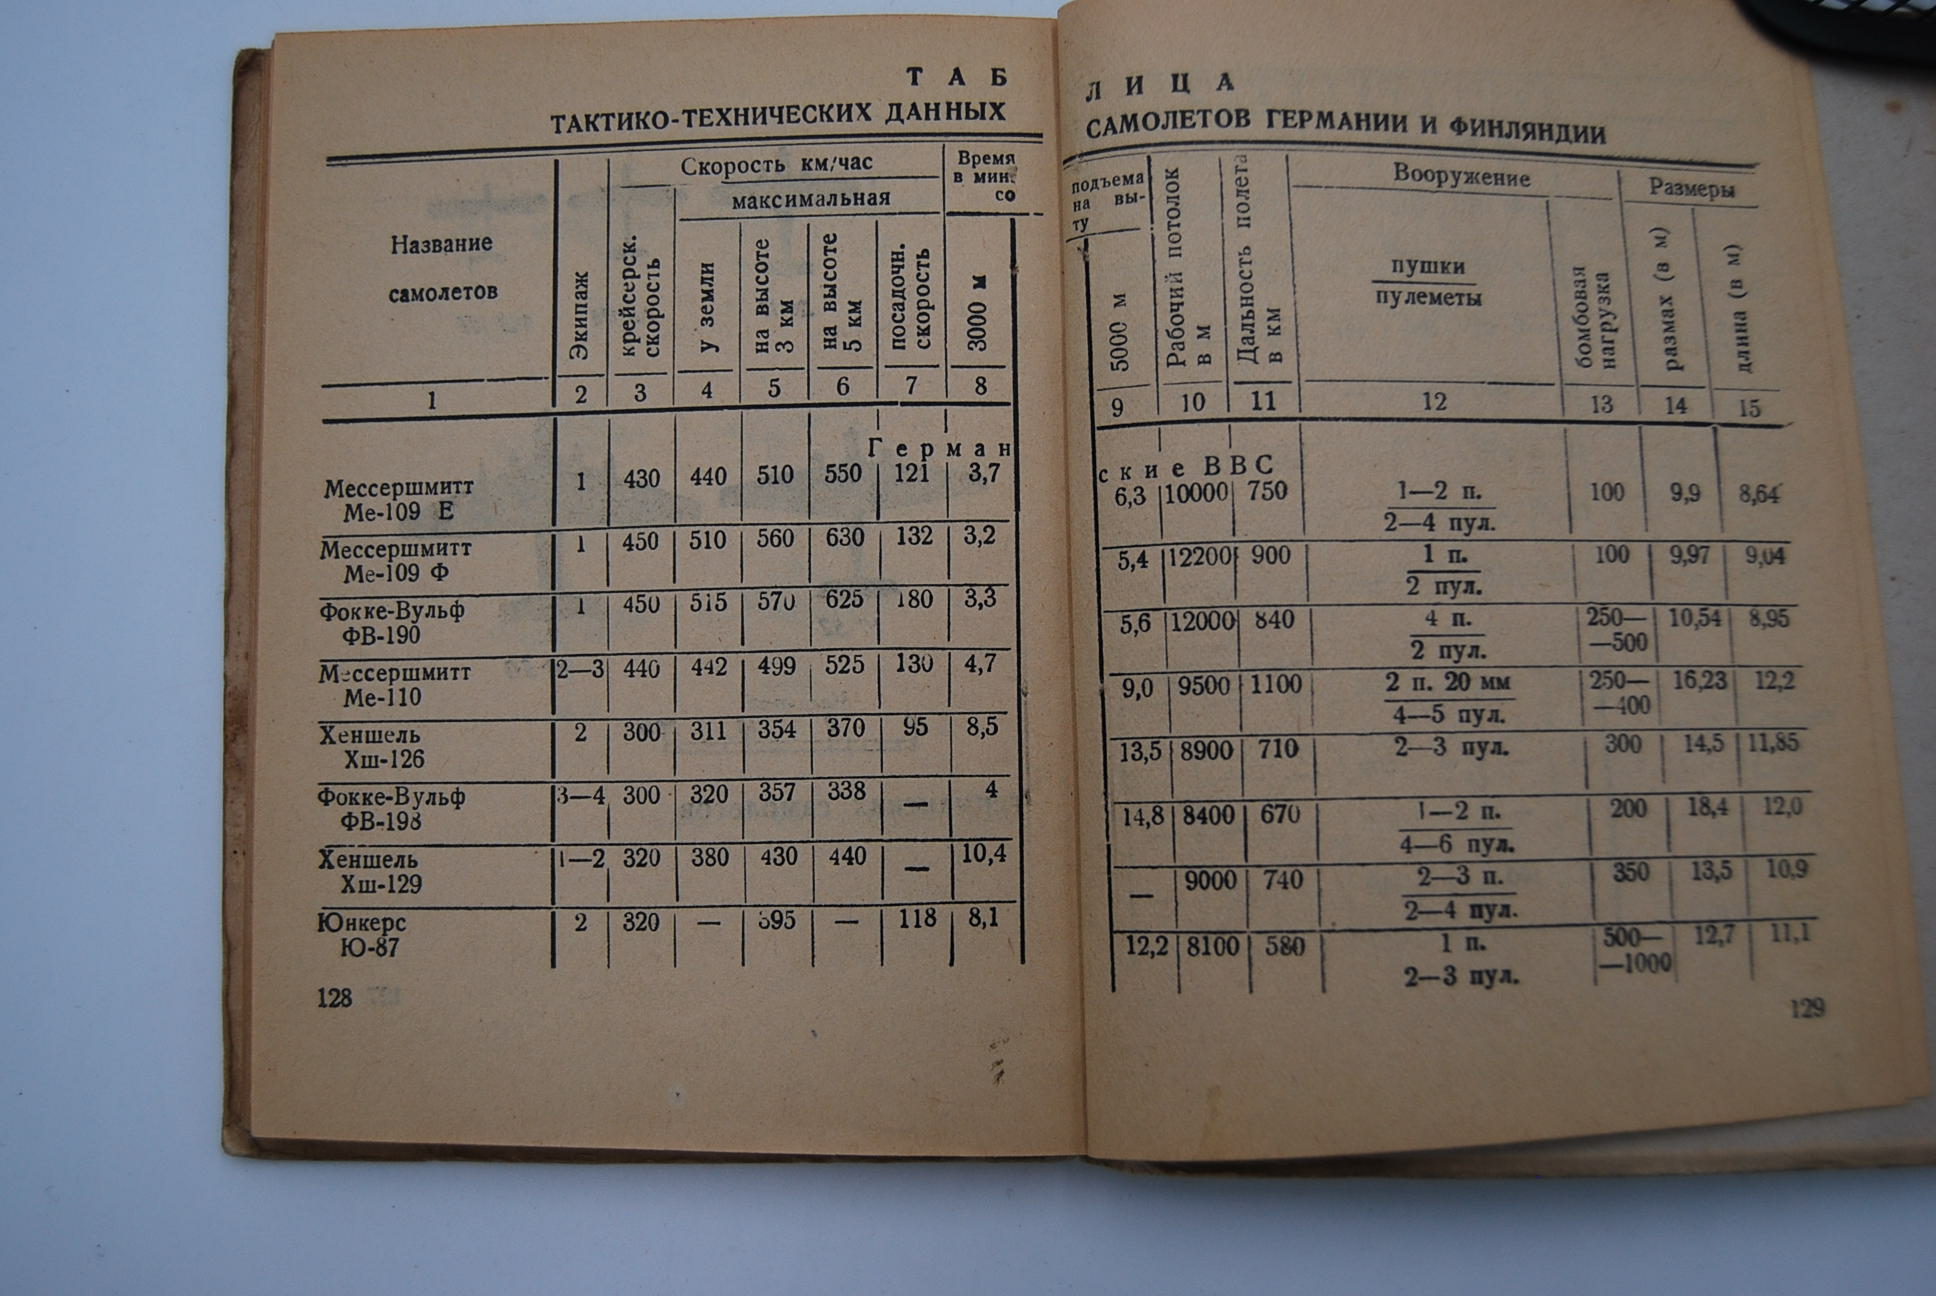 Т А Б
ТАКТИКО-ТЕХНИЧЕСКИХ ДАННЫХ
Название
самолетов
Экипаж
Скорость км/час
крейсерск.
скорость
максимальная
у земли
на высоте
3 км
на высоте
5 км
посадочн.
скорость
Время
в мин.
со
3000 м
1 2 3 4 5 6 7 8
Герман
Мессершмитт 1 430 440 510 550 121 3,7
Ме-109 Е
Мессершмитт 1 450 510 560 630 132 3,2
Ме-109 Ф
Фокке-Вульф 1 450 515 570 625 180 3,3
ФВ-190
Мессершмитт 2—3 440 442 499 525 130 4,7
Ме-110
Хеншель 2 300 311 354 370 95 8,5
Хш-126
Фокке-Вульф 3—4 300 320 357 338 — 4
ФВ-198
Хеншель 1—2 320 380 430 440 — 10,4
Хш-129
Юнкерс 2 320 — 395 — 118 8,1
Ю-87
128
Л И Ц А
САМОЛЕТОВ ГЕРМАНИИ И ФИНЛЯНДИИ
подъема
на вы-
ту
5000 м
Рабочий потолок
в м
Дальность полета
в км
Вооружение
пушки
пулеметы
бомбовая
нагрузка
Размеры
размах (в м)
длина (в м)
9 10 11 12 13 14 15
ские ВВС
6,3 10000 750 1—2 п. 100 9,9 8,64
2—4 пул.
5,4 12200 900 1 п. 100 9,97 9,04
2 пул.
5,6 12000 840 4 п. 250— 10,54 8,95
2 пул. —500
9,0 9500 1100 2 п. 20 мм 250— 16,23 12,2
4—5 пул. —400
13,5 8900 710 2—3 пул. 300 14,5 11,85
14,8 8400 670 1—2 п. 200 18,4 12,0
4—6 пул.
— 9000 740 2—3 п. 350 13,5 10,9
2—4 пул.
12,2 8100 580 1 п. 500— 12,7 11,1
2—3 пул. —1000
129